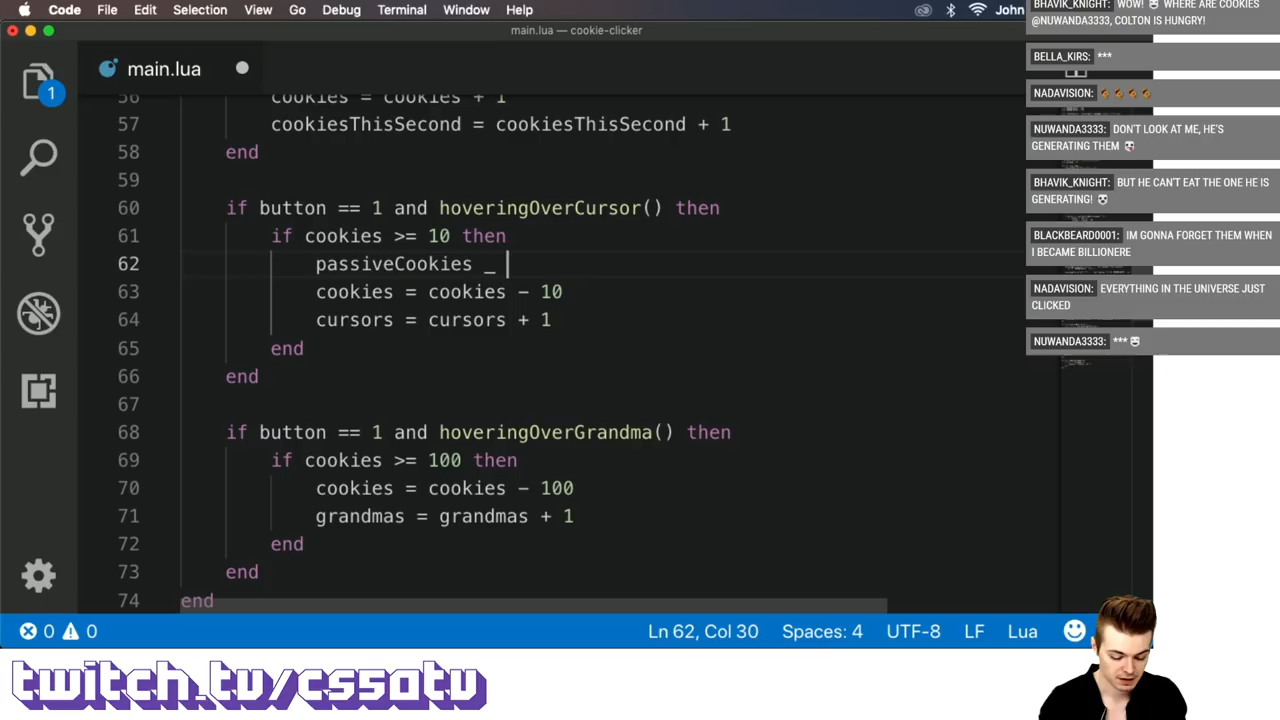 Code File Edit Selection View Go Debug Terminal Window Help John
main.lua — cookie-clicker
main.lua
1
56 cookies = cookies + 1
57 cookiesThisSecond = cookiesThisSecond + 1
58 end
59
60 if button == 1 and hoveringOverCursor() then
61 if cookies >= 10 then
62 passiveCookies _
63 cookies = cookies - 10
64 cursors = cursors + 1
65 end
66 end
67
68 if button == 1 and hoveringOverGrandma() then
69 if cookies >= 100 then
70 cookies = cookies - 100
71 grandmas = grandmas + 1
72 end
73 end
74 end
0 0 Ln 62, Col 30 Spaces: 4 UTF-8 LF Lua
BHAVIK_KNIGHT: WOW! WHERE ARE COOKIES
@NUWANDA3333, COLTON IS HUNGRY!
BELLA_KIRS: ***
NADAVISION:
NUWANDA3333: DON'T LOOK AT ME, HE'S
GENERATING THEM
BHAVIK_KNIGHT: BUT HE CAN'T EAT THE ONE HE IS
GENERATING!
BLACKBEARD0001: IM GONNA FORGET THEM WHEN
I BECAME BILLIONERE
NADAVISION: EVERYTHING IN THE UNIVERSE JUST
CLICKED
NUWANDA3333: ***
twitch.tv/cs50tv